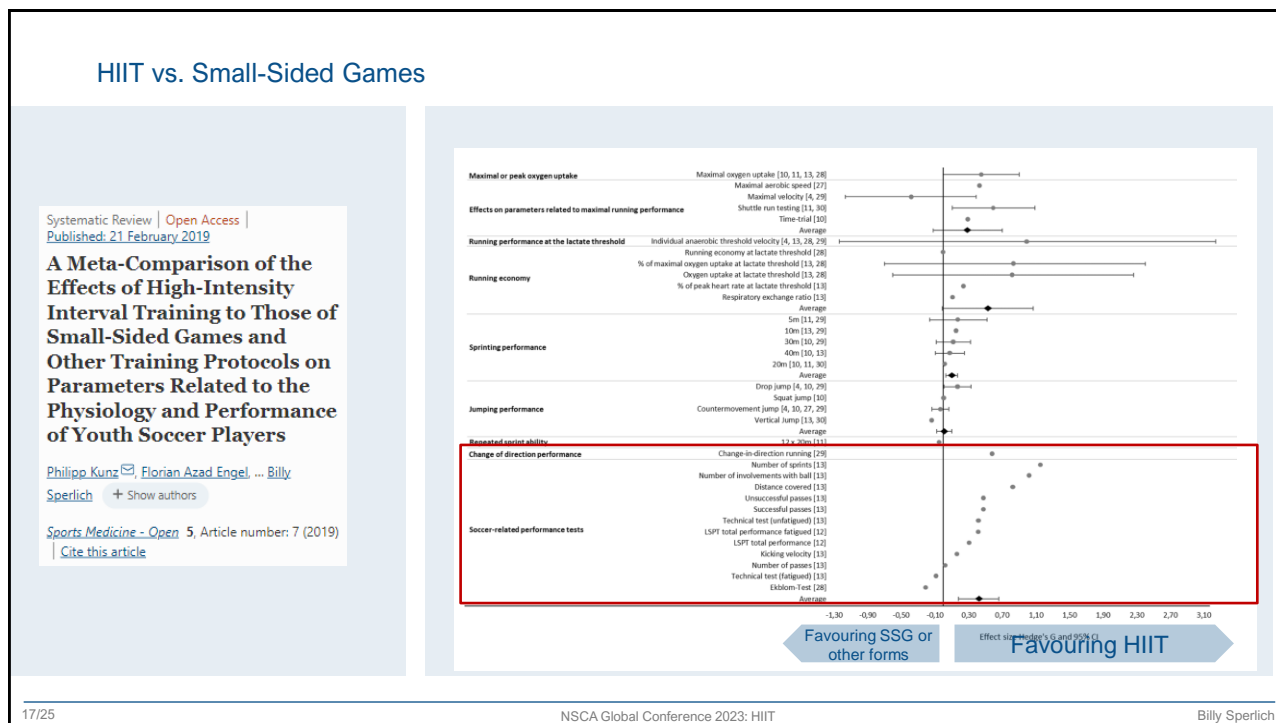 HIIT vs. Small-Sided Games
Systematic Review | Open Access |
Published: 21 February 2019
A Meta-Comparison of the
Effects of High-Intensity
Interval Training to Those of
Small-Sided Games and
Other Training Protocols on
Parameters Related to the
Physiology and Performance
of Youth Soccer Players
Philipp Kunz, Florian Azad Engel, ... Billy
Sperlich + Show authors
Sports Medicine - Open 5, Article number: 7 (2019)
| Cite this article
Maximal or peak oxygen uptake Maximal oxygen uptake [10, 11, 13, 28]
Maximal aerobic speed [27]
Maximal velocity [4, 29]
Effects on parameters related to maximal running performance Shuttle run testing [11, 30]
Time-trial [10]
Average
Running performance at the lactate threshold Individual anaerobic threshold velocity [4, 13, 28, 29]
Running economy at lactate threshold [28]
% of maximal oxygen uptake at lactate threshold [13, 28]
Running economy Oxygen uptake at lactate threshold [13, 28]
% of peak heart rate at lactate threshold [13]
Respiratory exchange ratio [13]
Average
5m [11, 29]
10m [13, 29]
Sprinting performance 30m [10, 29]
40m [10, 13]
20m [10, 11, 30]
Average
Drop jump [4, 10, 29]
Squat jump [10]
Jumping performance Countermovement jump [4, 10, 27, 29]
Vertical Jump [13, 30]
Average
Repeated sprint ability 12 x 20m [11]
Change of direction performance Change-in-direction running [29]
Number of sprints [13]
Number of involvements with ball [13]
Distance covered [13]
Unsuccessful passes [13]
Successful passes [13]
Technical test (unfatigued) [13]
Soccer-related performance tests LSPT total performance fatigued [12]
LSPT total performance [12]
Kicking velocity [13]
Number of passes [13]
Technical test (fatigued) [13]
Ekblom-Test [28]
Average
-1,30 -0,90 -0,50 -0,10 0,30 0,70 1,10 1,50 1,90 2,30 2,70 3,10
Effect size Hedge's G and 95% CI
Favouring SSG or
other forms
Favouring HIIT
17/25 NSCA Global Conference 2023: HIIT Billy Sperlich